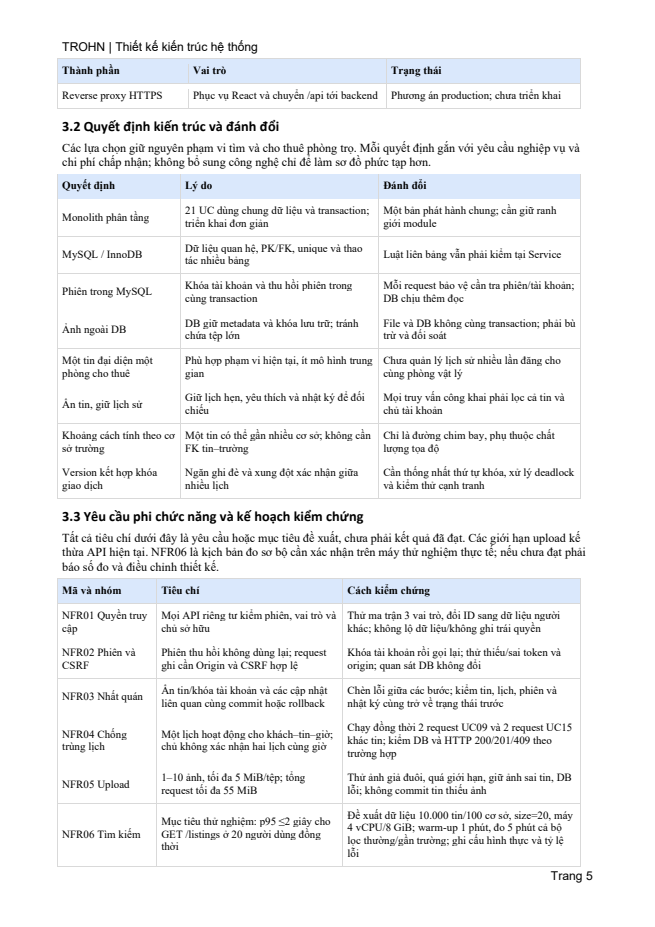 TROHN | Thiết kế kiến trúc hệ thống
Thành phần Vai trò Trạng thái
Reverse proxy HTTPS Phục vụ React và chuyển /api tới backend Phương án production; chưa triển khai
3.2 Quyết định kiến trúc và đánh đổi
Các lựa chọn giữ nguyên phạm vi tìm và cho thuê phòng trọ. Mỗi quyết định gắn với yêu cầu nghiệp vụ và
chi phí chấp nhận; không bổ sung công nghệ chỉ để làm sơ đồ phức tạp hơn.
Quyết định Lý do Đánh đổi
Monolith phân tầng
21 UC dùng chung dữ liệu và transaction;
triển khai đơn giản
Một bản phát hành chung; cần giữ ranh
giới module
MySQL / InnoDB
Dữ liệu quan hệ, PK/FK, unique và thao
tác nhiều bảng
Luật liên bảng vẫn phải kiểm tại Service
Phiên trong MySQL
Khóa tài khoản và thu hồi phiên trong
cùng transaction
Mỗi request bảo vệ cần tra phiên/tài khoản;
DB chịu thêm đọc
Ảnh ngoài DB
DB giữ metadata và khóa lưu trữ; tránh
chứa tệp lớn
File và DB không cùng transaction; phải bù
trừ và đối soát
Một tin đại diện một
phòng cho thuê
Phù hợp phạm vi hiện tại, ít mô hình trung
gian
Chưa quản lý lịch sử nhiều lần đăng cho
cùng phòng vật lý
Ẩn tin, giữ lịch sử
Giữ lịch hẹn, yêu thích và nhật ký để đối
chiếu
Mọi truy vấn công khai phải lọc cả tin và
chủ tài khoản
Khoảng cách tính theo cơ
sở trường
Một tin có thể gần nhiều cơ sở; không cần
FK tin–trường
Chỉ là đường chim bay, phụ thuộc chất
lượng tọa độ
Version kết hợp khóa
giao dịch
Ngăn ghi đè và xung đột xác nhận giữa
nhiều lịch
Cần thống nhất thứ tự khóa, xử lý deadlock
và kiểm thử cạnh tranh
3.3 Yêu cầu phi chức năng và kế hoạch kiểm chứng
Tất cả tiêu chí dưới đây là yêu cầu hoặc mục tiêu đề xuất, chưa phải kết quả đã đạt. Các giới hạn upload kế
thừa API hiện tại. NFR06 là kịch bản đo sơ bộ cần xác nhận trên máy thử nghiệm thực tế; nếu chưa đạt phải
báo số đo và điều chỉnh thiết kế.
Mã và nhóm Tiêu chí Cách kiểm chứng
NFR01 Quyền truy
cập
Mọi API riêng tư kiểm phiên, vai trò và
chủ sở hữu
Thử ma trận 3 vai trò, đổi ID sang dữ liệu người
khác; không lộ dữ liệu/không ghi trái quyền
NFR02 Phiên và
CSRF
Phiên thu hồi không dùng lại; request
ghi cần Origin và CSRF hợp lệ
Khóa tài khoản rồi gọi lại; thử thiếu/sai token và
origin; quan sát DB không đổi
NFR03 Nhất quán
Ẩn tin/khóa tài khoản và các cập nhật
liên quan cùng commit hoặc rollback
Chèn lỗi giữa các bước; kiểm tin, lịch, phiên và
nhật ký cùng trở về trạng thái trước
NFR04 Chống
trùng lịch
Một lịch hoạt động cho khách–tin–giờ;
chủ không xác nhận hai lịch cùng giờ
Chạy đồng thời 2 request UC09 và 2 request UC15
khác tin; kiểm DB và HTTP 200/201/409 theo
trường hợp
NFR05 Upload
1–10 ảnh, tối đa 5 MiB/tệp; tổng
request tối đa 55 MiB
Thử ảnh giả đuôi, quá giới hạn, giữ ảnh sai tin, DB
lỗi; không commit tin thiếu ảnh
NFR06 Tìm kiếm
Mục tiêu thử nghiệm: p95 ≤2 giây cho
GET /listings ở 20 người dùng đồng
thời
Đề xuất dữ liệu 10.000 tin/100 cơ sở, size=20, máy
4 vCPU/8 GiB; warm-up 1 phút, đo 5 phút cả bộ
lọc thường/gần trường; ghi cấu hình thực và tỷ lệ
lỗi
Trang 5